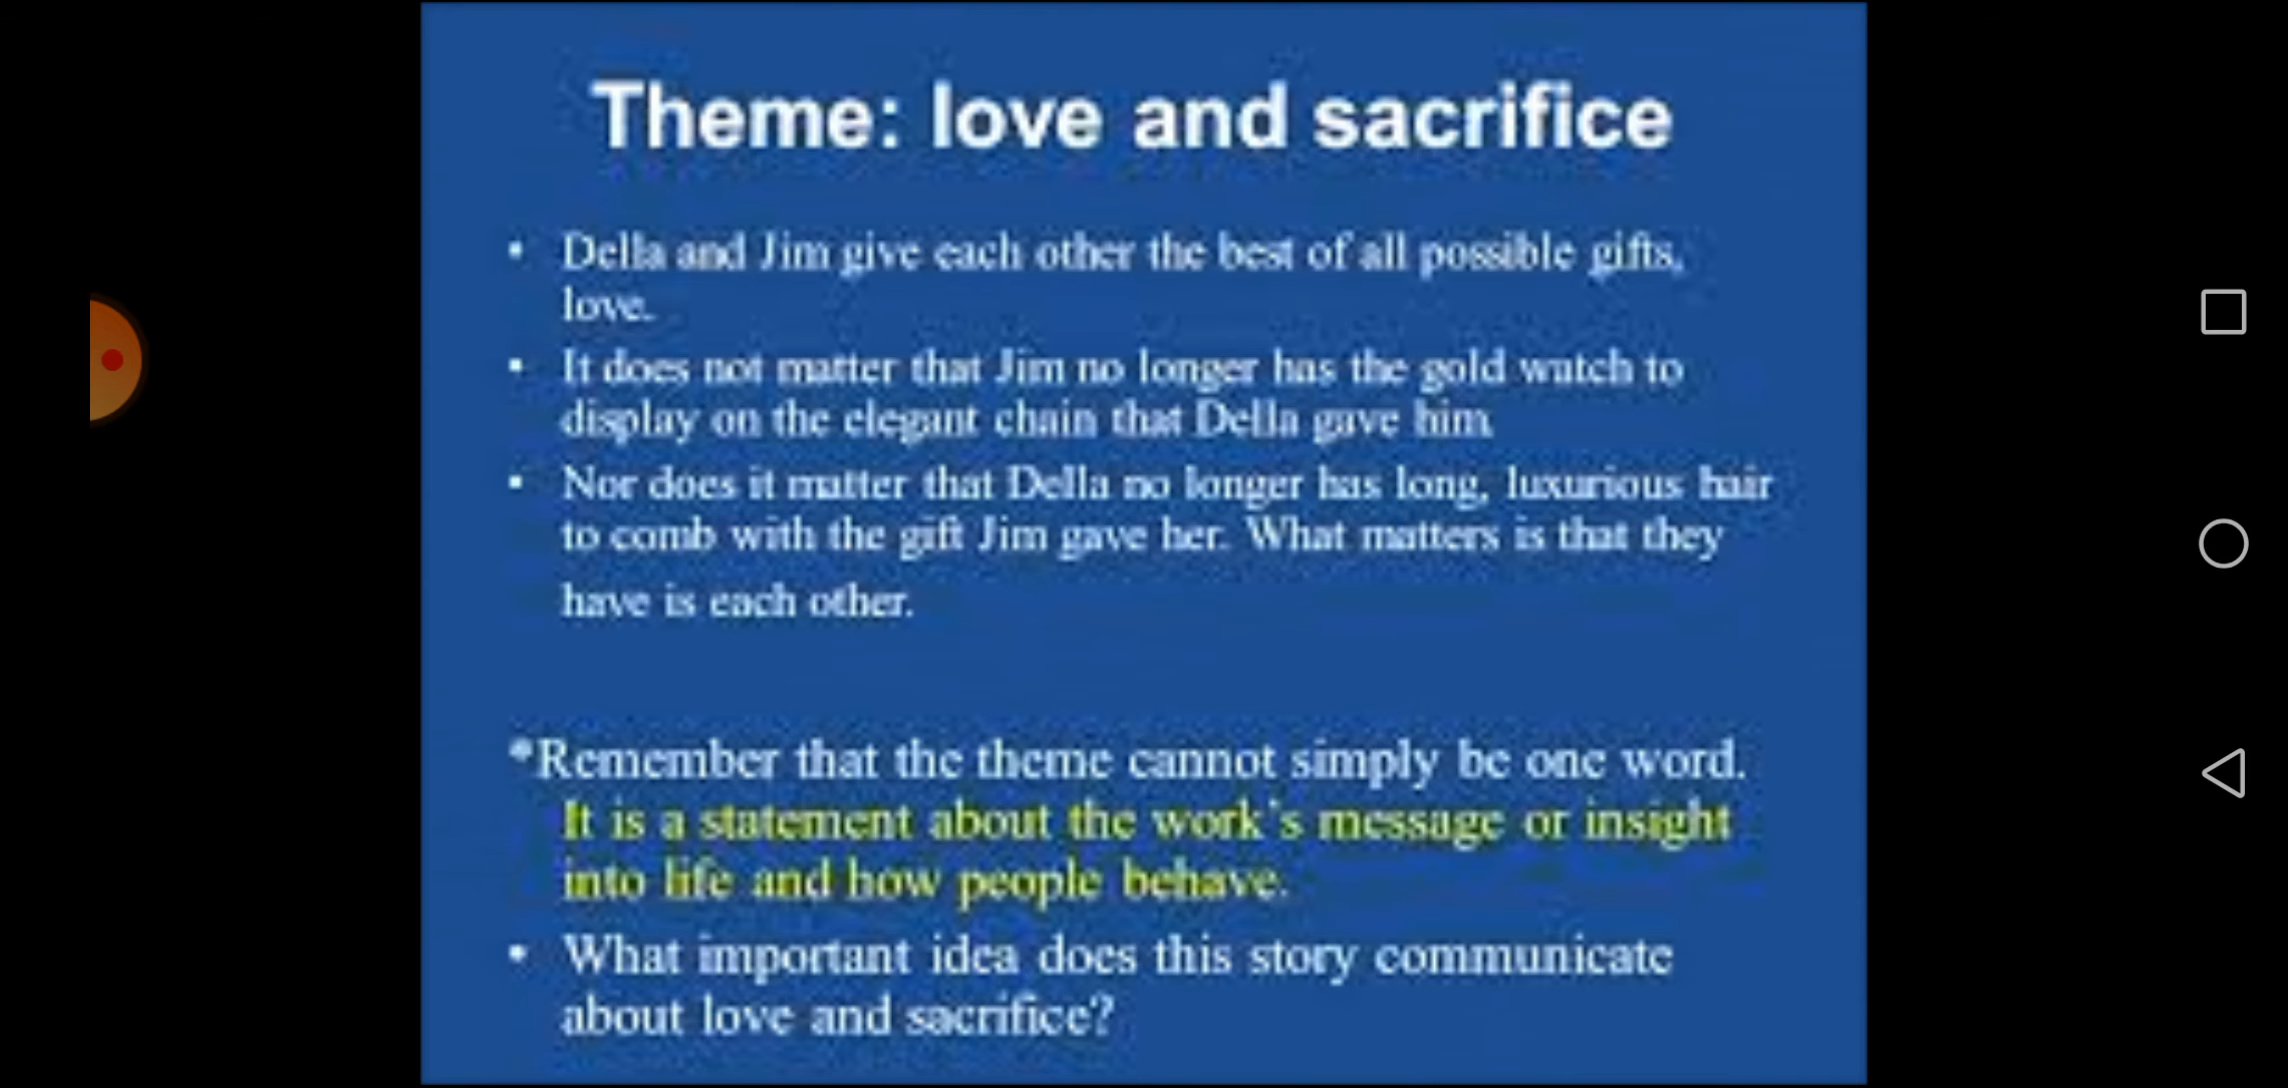 Theme: love and sacrifice
• Della and Jim give each other the best of all possible gifts,
love.
• It does not matter that Jim no longer has the gold watch to
display on the elegant chain that Della gave him.
• Nor does it matter that Della no longer has long, luxurious hair
to comb with the gift Jim gave her. What matters is that they
have is each other.
*Remember that the theme cannot simply be one word.
It is a statement about the work's message or insight
into life and how people behave.
• What important idea does this story communicate
about love and sacrifice?